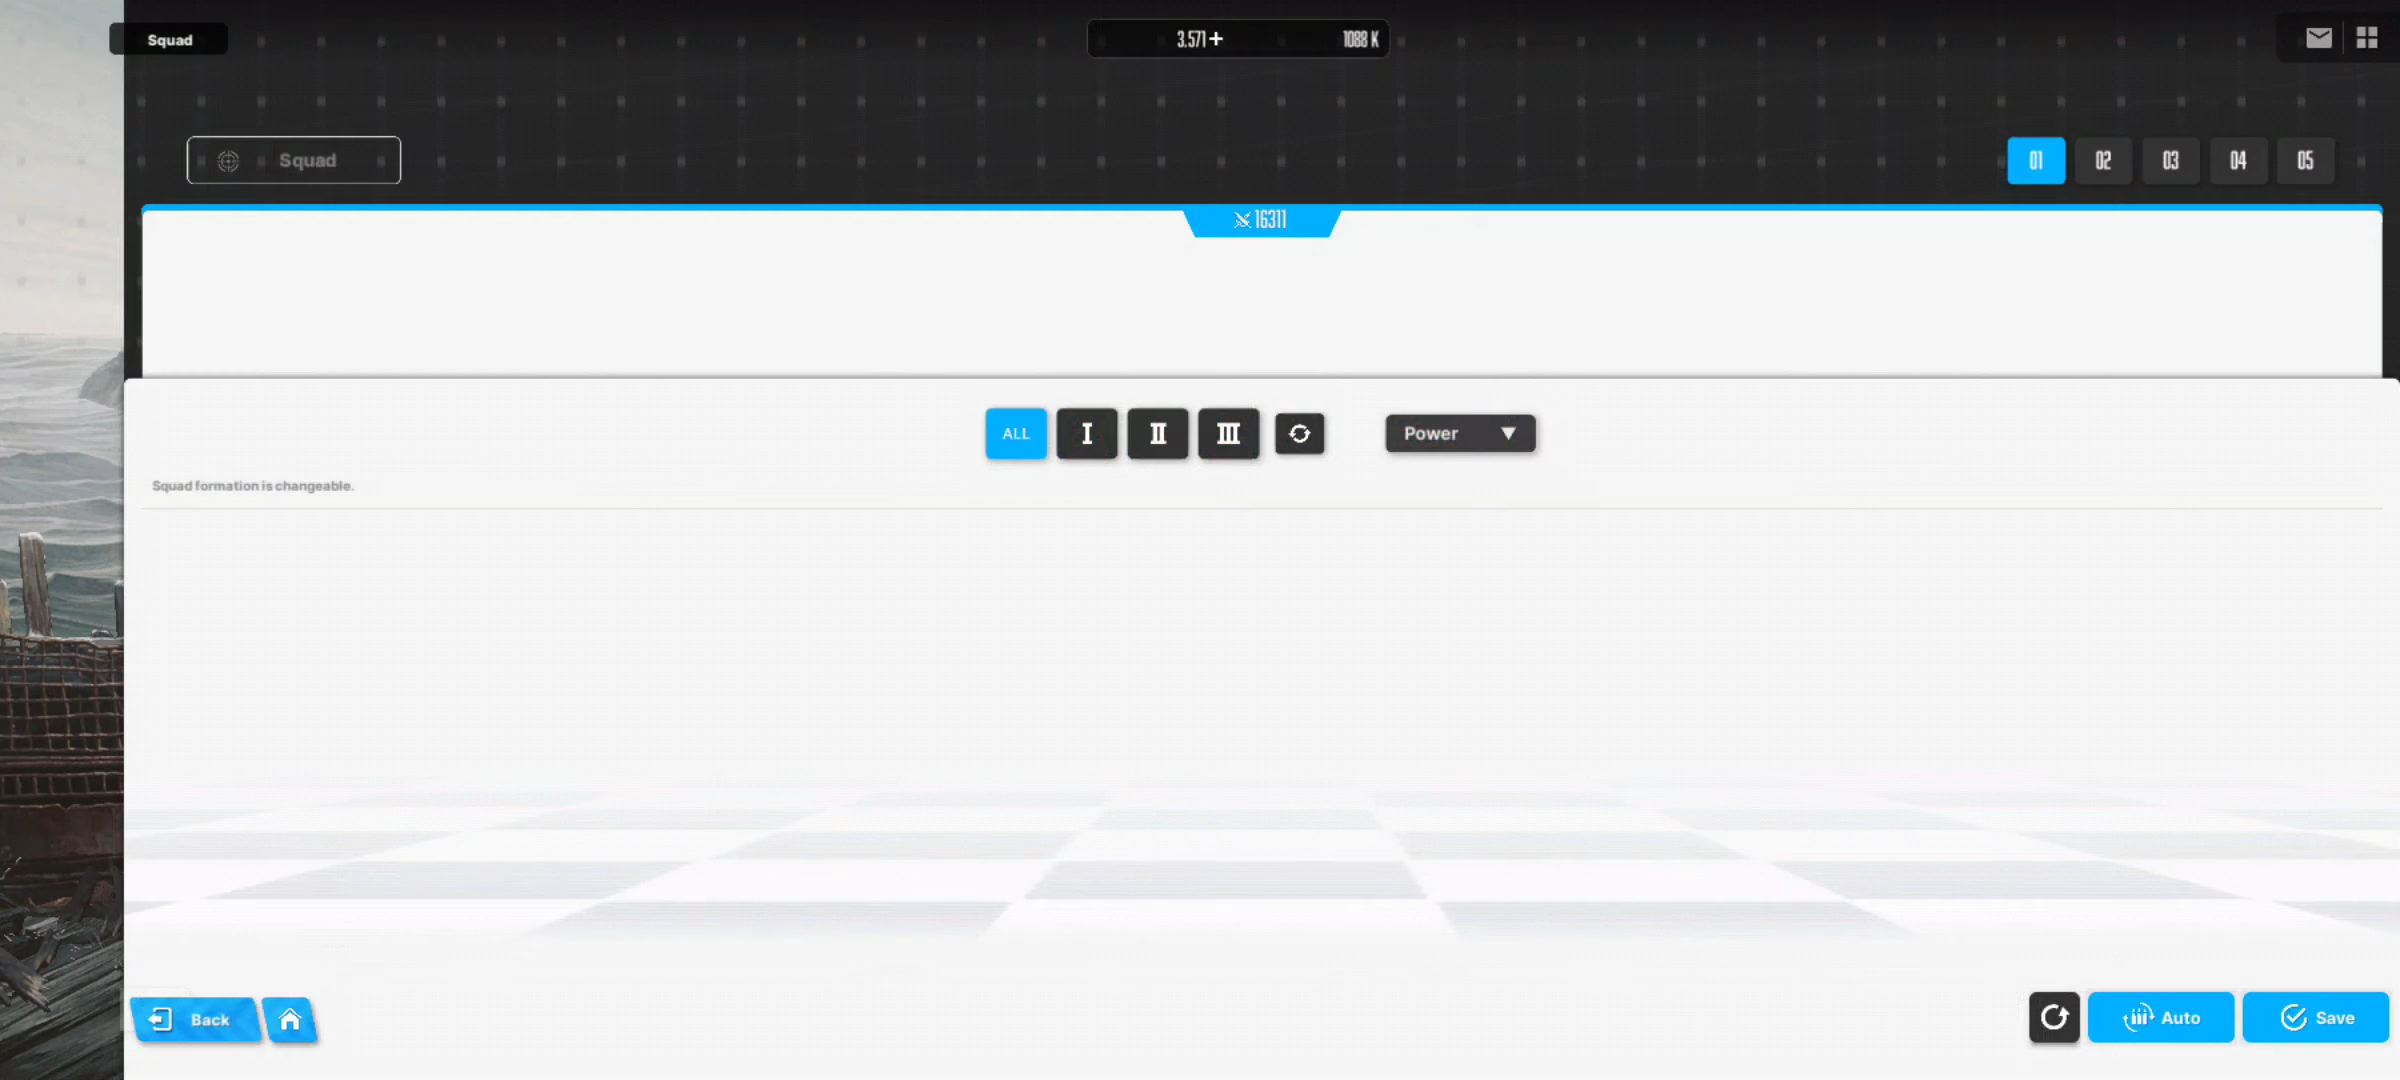 Squad
3.571+
1088 K
Squad
01
02
03
04
05
16311
ALL
I
II
III
Power
Squad formation is changeable.
Back
Auto
Save